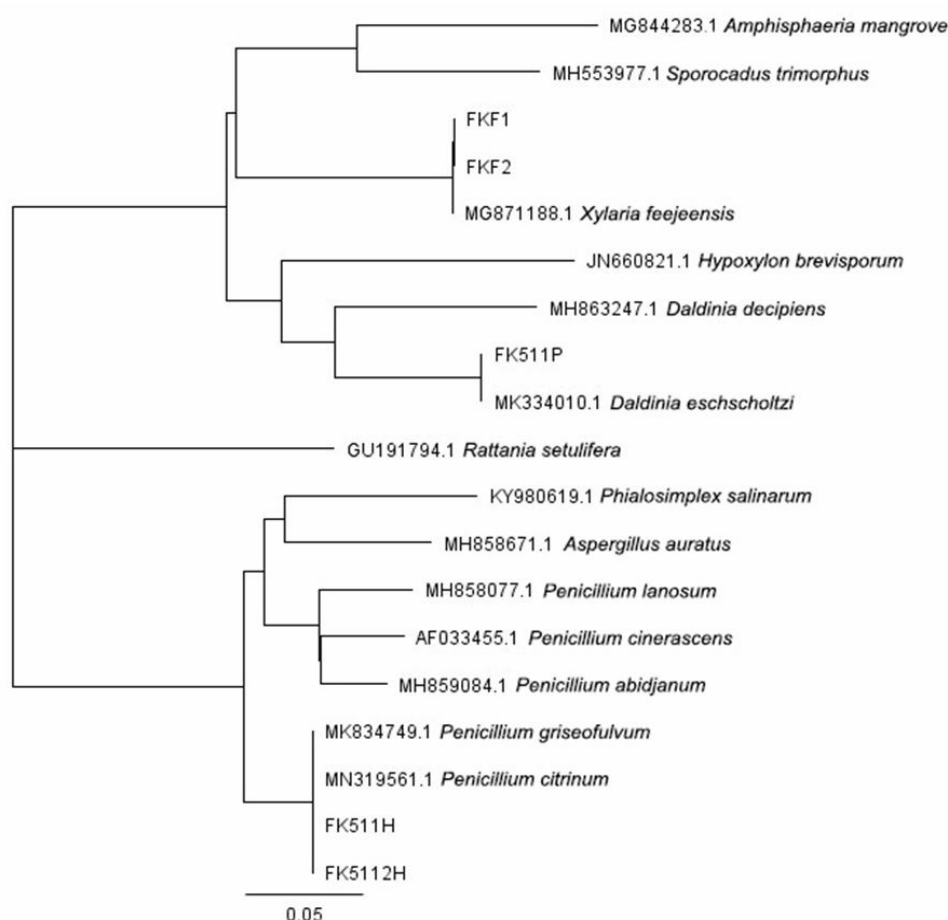 MG844283.1 Amphisphaeria mangrove
MH553977.1 Sporocadus trimorphus
FKF1
FKF2
MG871188.1 Xylaria feejeensis
JN660821.1 Hypoxylon brevisporum
MH863247.1 Daldinia decipiens
FK511P
MK334010.1 Daldinia eschscholtzi
GU191794.1 Rattania setulifera
KY980619.1 Phialosimplex salinarum
MH858671.1 Aspergillus auratus
MH858077.1 Penicillium lanosum
AF033455.1 Penicillium cinerascens
MH859084.1 Penicillium abidjanum
MK834749.1 Penicillium griseofulvum
MN319561.1 Penicillium citrinum
FK511H
FK5112H
0.05